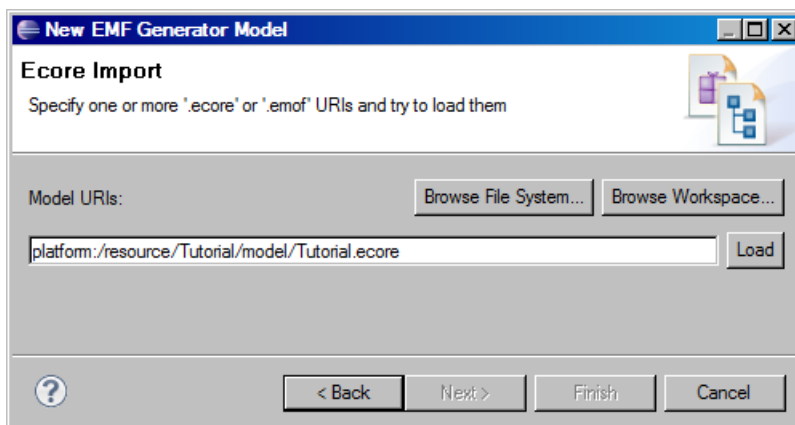 New EMF Generator Model
Ecore Import
Specify one or more '.ecore' or '.emof' URIs and try to load them
Model URIs:
Browse File System...
Browse Workspace...
platform:/resource/Tutorial/model/Tutorial.ecore
Load
?
< Back
Next >
Finish
Cancel